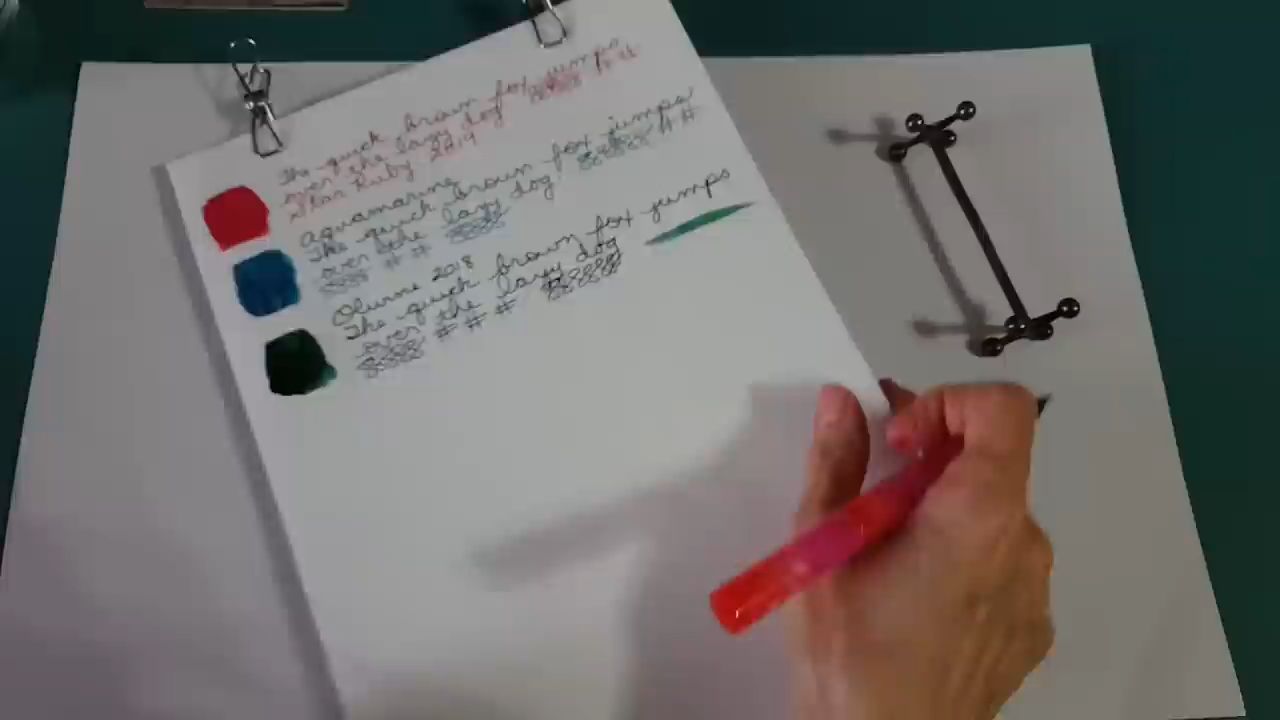 The quick brown fox jumps
over the lazy dog
Star Ruby 2019
Aquamarine
The quick brown fox jumps
over the lazy dog
# #
Olivine 2018
The quick brown fox jumps
over the lazy dog
# # #